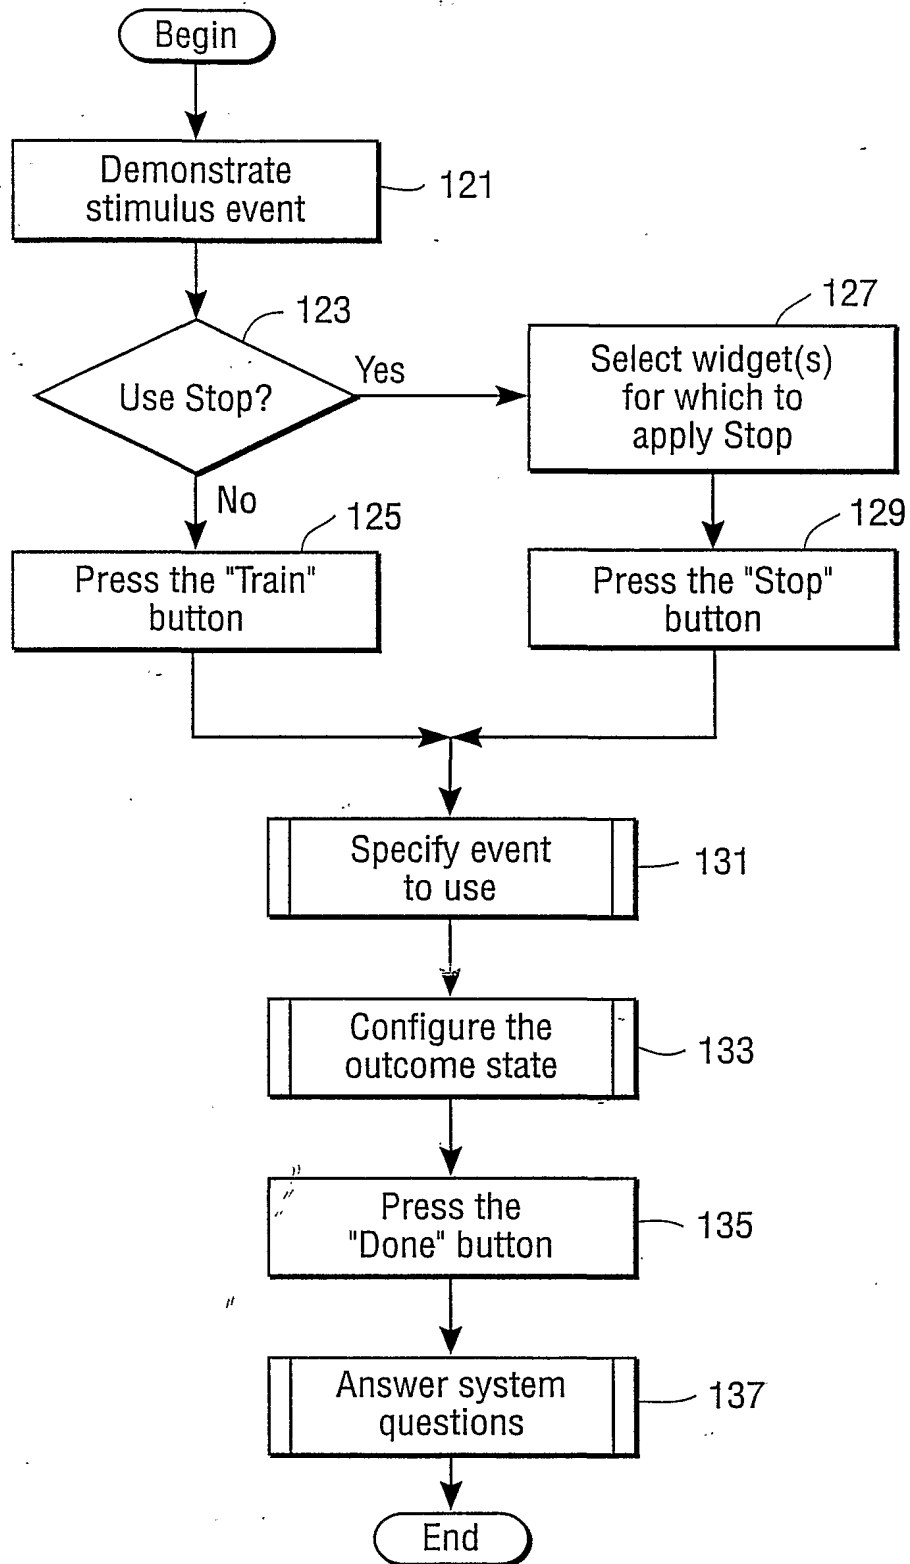 Begin
Demonstrate
stimulus event
121
123
Use Stop?
Yes
127
Select widget(s)
for which to
apply Stop
No
125
Press the "Train"
button
129
Press the "Stop"
button
Specify event
to use
131
Configure the
outcome state
133
Press the
"Done" button
135
Answer system
questions
137
End